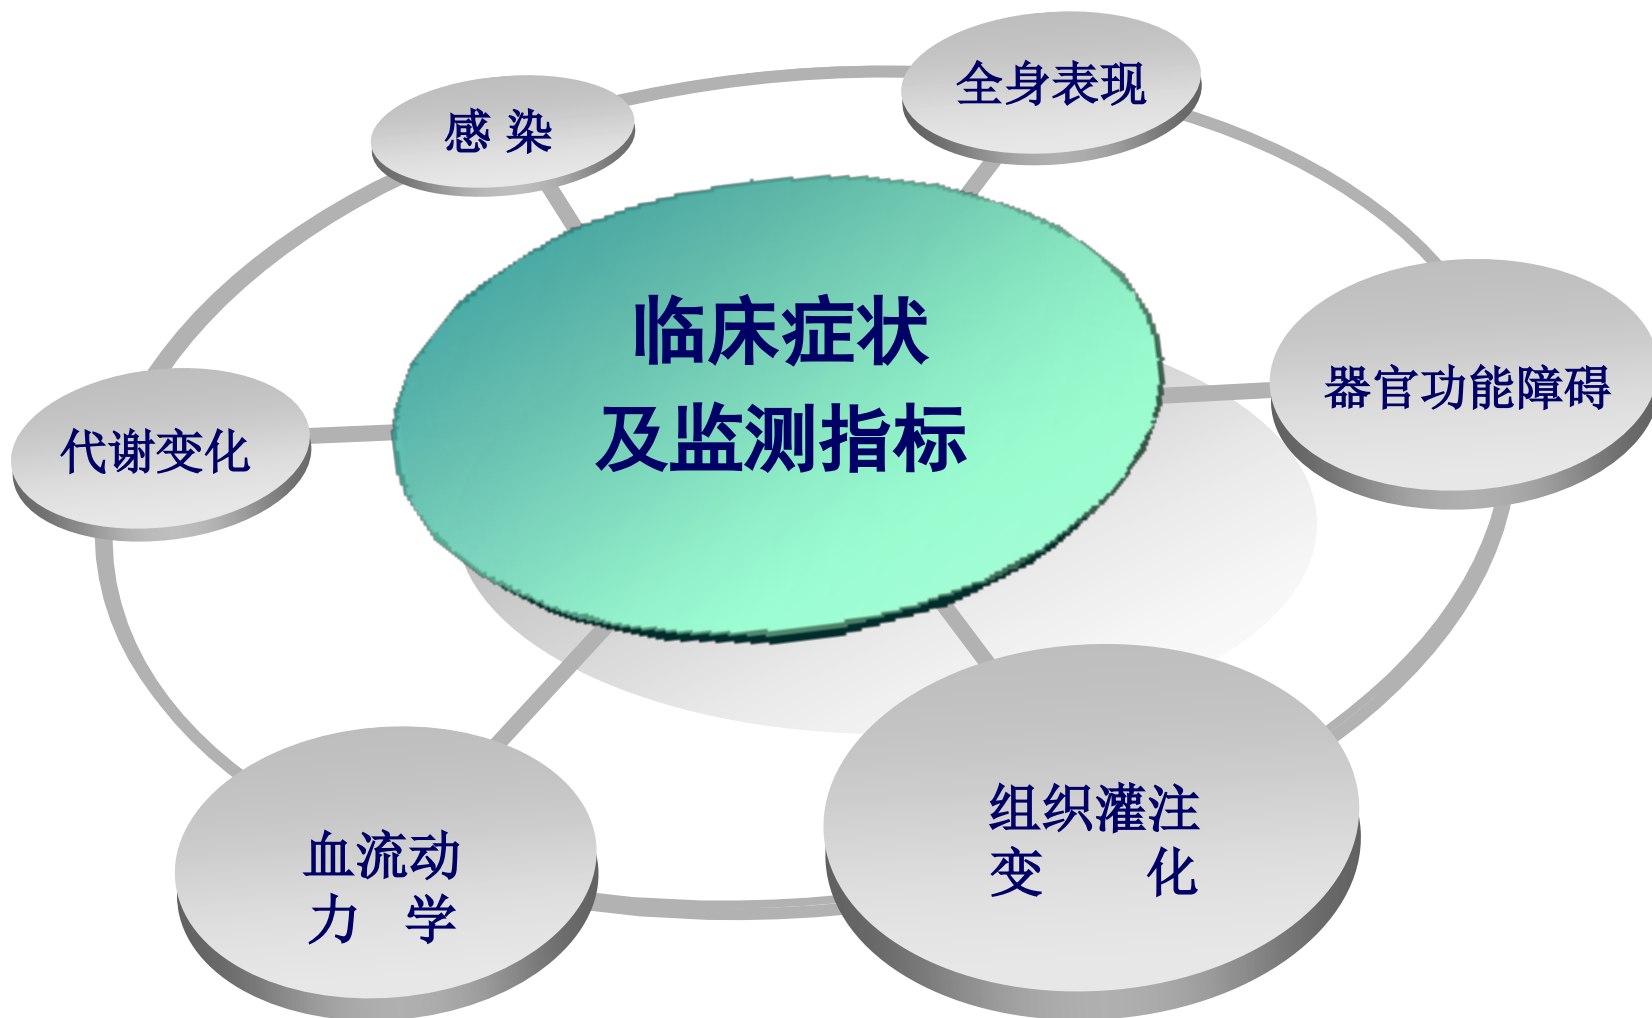 全身表现
感 染
临床症状
及监测指标
器官功能障碍
代谢变化
组织灌注
变 化
血流动
力 学